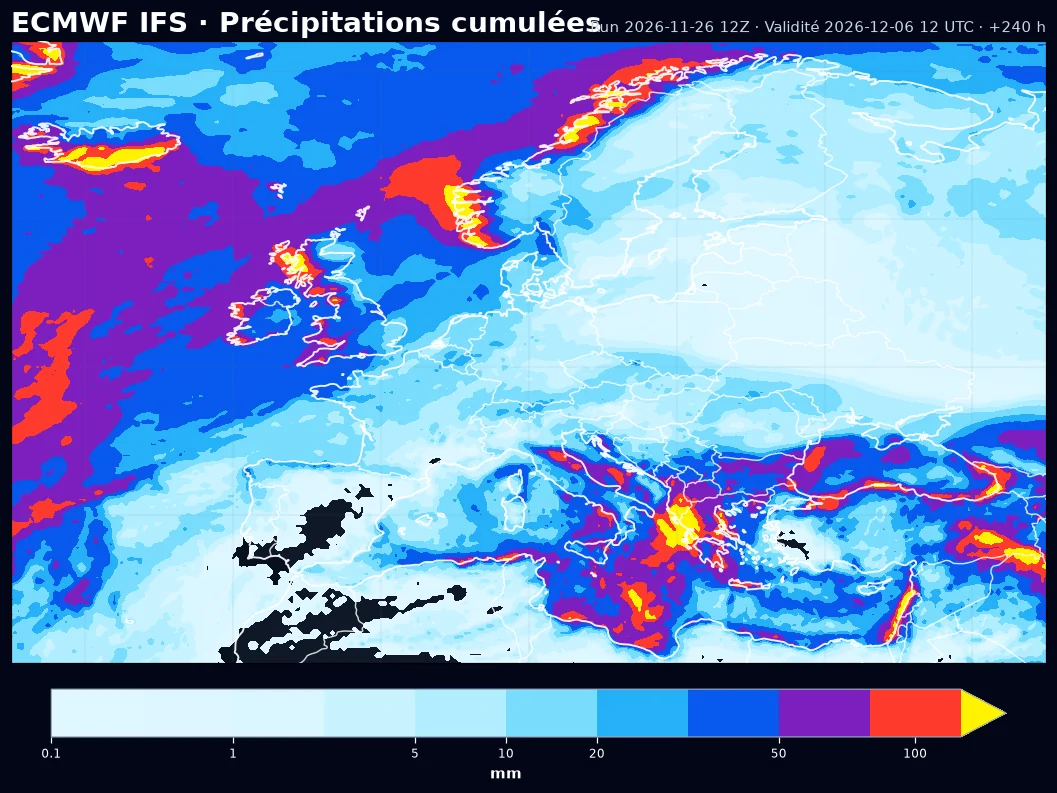 ECMWF IFS · Précipitations cumulées
Run 2026-11-26 12Z · Validité 2026-12-06 12 UTC · +240 h
0.1 1 5 10 20 50 100
mm